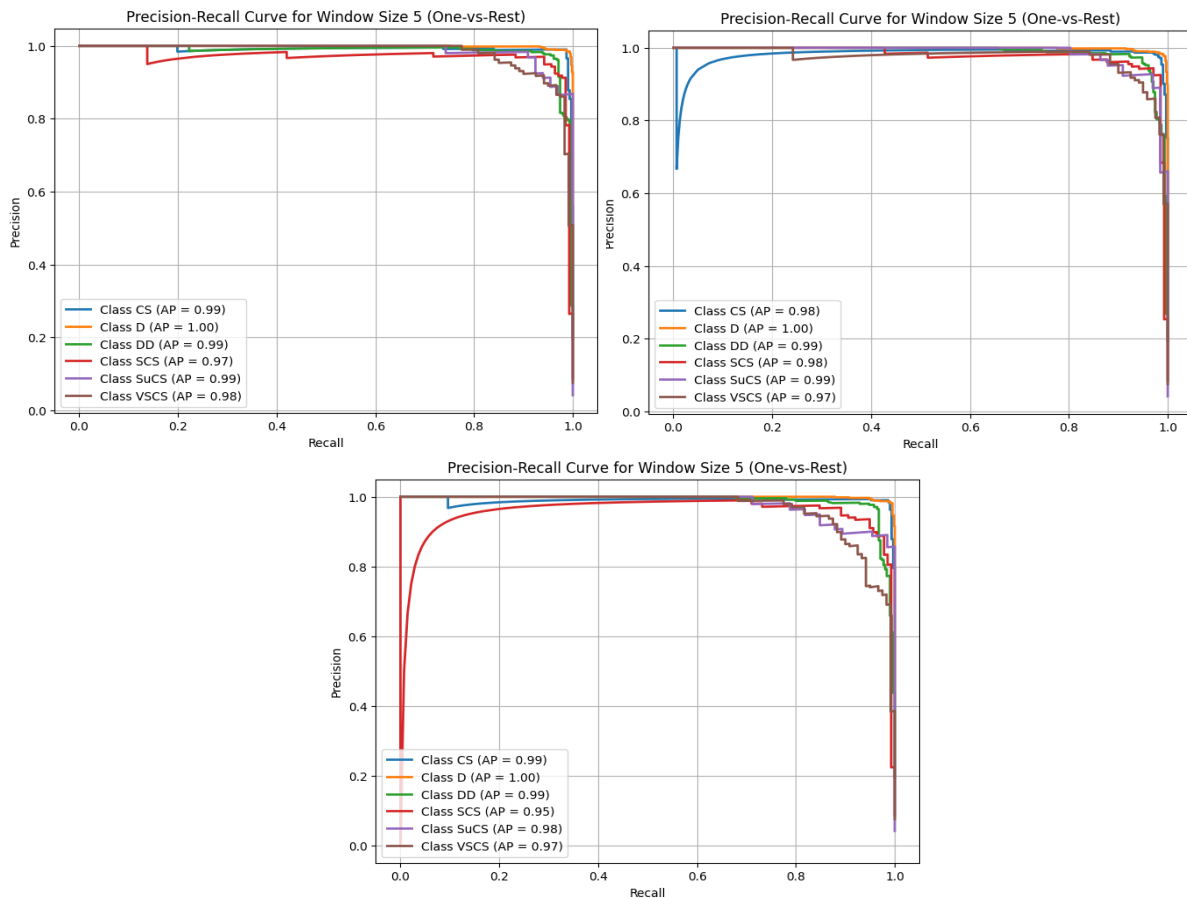 Precision-Recall Curve for Window Size 5 (One-vs-Rest)
1.0
0.8
0.6
0.4
0.2
0.0
Precision
Class CS (AP = 0.99)
Class D (AP = 1.00)
Class DD (AP = 0.99)
Class SCS (AP = 0.97)
Class SuCS (AP = 0.99)
Class VSCS (AP = 0.98)
0.0 0.2 0.4 0.6 0.8 1.0
Recall
Precision-Recall Curve for Window Size 5 (One-vs-Rest)
1.0
0.8
0.6
0.4
0.2
0.0
Precision
Class CS (AP = 0.98)
Class D (AP = 1.00)
Class DD (AP = 0.99)
Class SCS (AP = 0.98)
Class SuCS (AP = 0.99)
Class VSCS (AP = 0.97)
0.0 0.2 0.4 0.6 0.8 1.0
Recall
Precision-Recall Curve for Window Size 5 (One-vs-Rest)
1.0
0.8
0.6
0.4
0.2
0.0
Precision
Class CS (AP = 0.99)
Class D (AP = 1.00)
Class DD (AP = 0.99)
Class SCS (AP = 0.95)
Class SuCS (AP = 0.98)
Class VSCS (AP = 0.97)
0.0 0.2 0.4 0.6 0.8 1.0
Recall